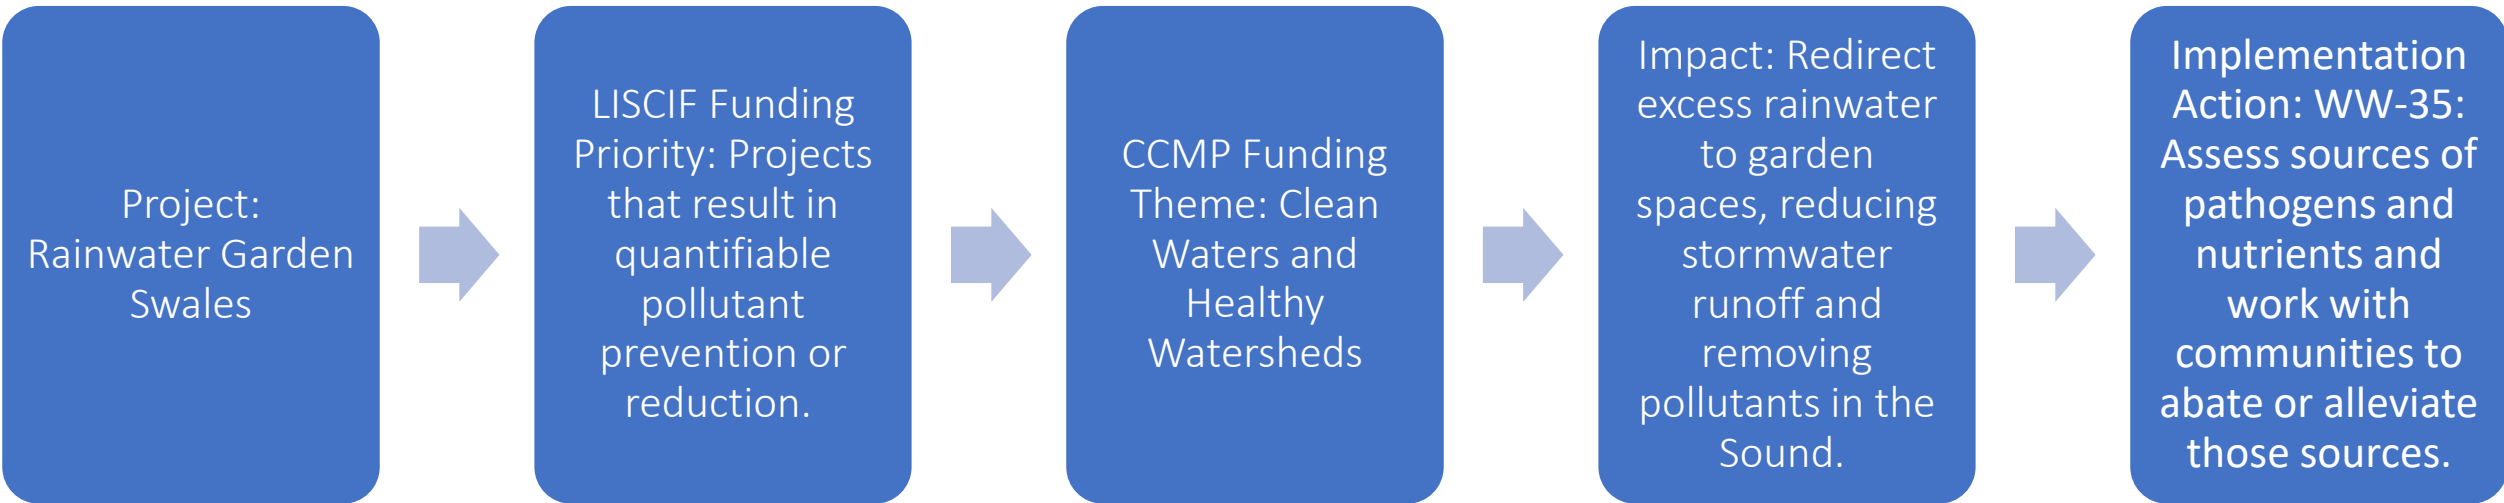 Project:
Rainwater Garden
Swales
LISCIF Funding
Priority: Projects
that result in
quantifiable
pollutant
prevention or
reduction.
CCMP Funding
Theme: Clean
Waters and
Healthy
Watersheds
Impact: Redirect
excess rainwater
to garden
spaces, reducing
stormwater
runoff and
removing
pollutants in the
Sound.
Implementation
Action: WW-35:
Assess sources of
pathogens and
nutrients and
work with
communities to
abate or alleviate
those sources.